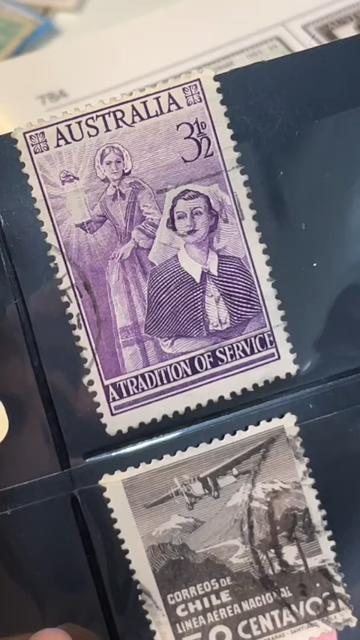 784
AUSTRALIA
3½D
A TRADITION OF SERVICE
CORREOS DE
CHILE
LINEA AEREA NACIONAL
CENTAVOS